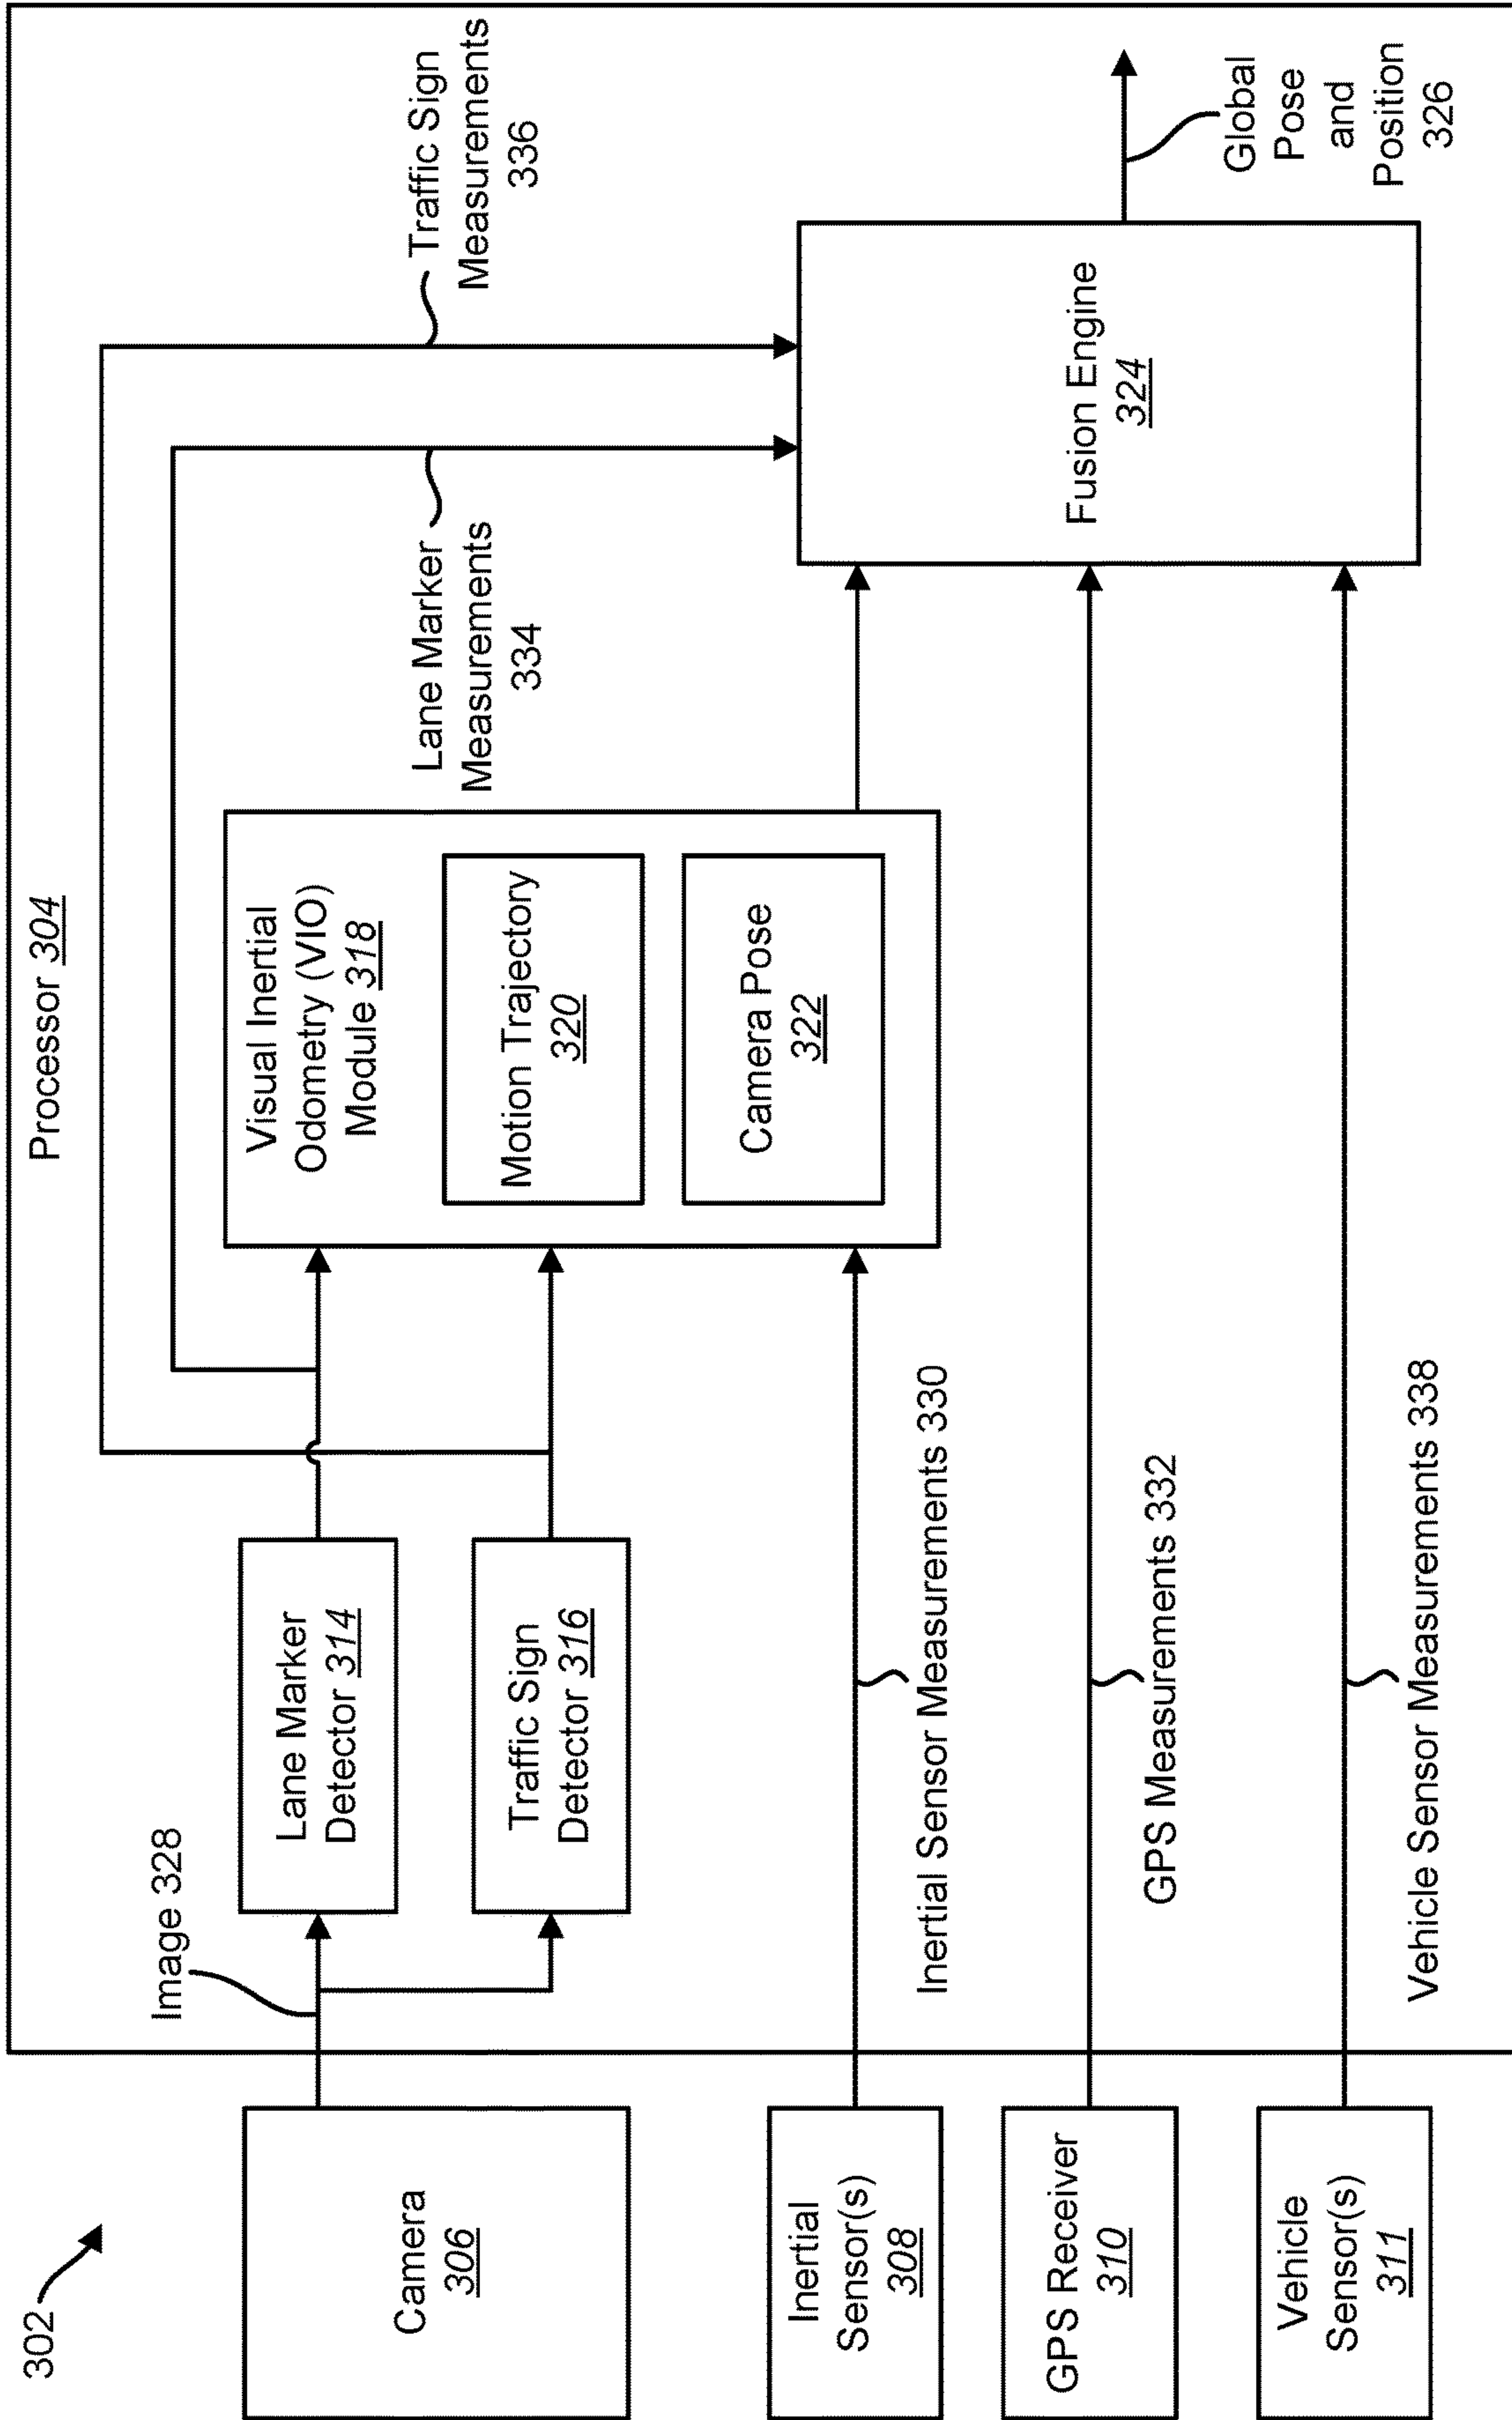 302
Processor 304
Camera
306
Image 328
Lane Marker
Detector 314
Traffic Sign
Detector 316
Visual Inertial
Odometry (VIO)
Module 318
Motion Trajectory
320
Camera Pose
322
Lane Marker
Measurements
334
Traffic Sign
Measurements
336
Inertial
Sensor(s)
308
Inertial Sensor Measurements 330
GPS Receiver
310
GPS Measurements 332
Vehicle
Sensor(s)
311
Vehicle Sensor Measurements 338
Fusion Engine
324
Global
Pose
and
Position
326